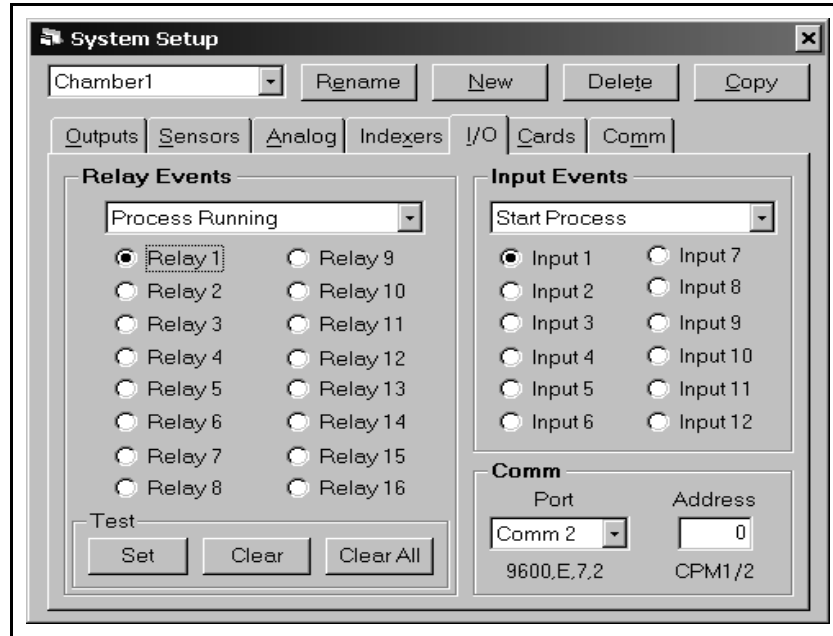 System Setup
Chamber1 Rename New Delete Copy
Outputs Sensors Analog Indexers I/O Cards Comm
Relay Events
Process Running
Relay 1 Relay 9
Relay 2 Relay 10
Relay 3 Relay 11
Relay 4 Relay 12
Relay 5 Relay 13
Relay 6 Relay 14
Relay 7 Relay 15
Relay 8 Relay 16
Test
Set Clear Clear All
Input Events
Start Process
Input 1 Input 7
Input 2 Input 8
Input 3 Input 9
Input 4 Input 10
Input 5 Input 11
Input 6 Input 12
Comm
Port Address
Comm 2 0
9600,E,7,2 CPM1/2